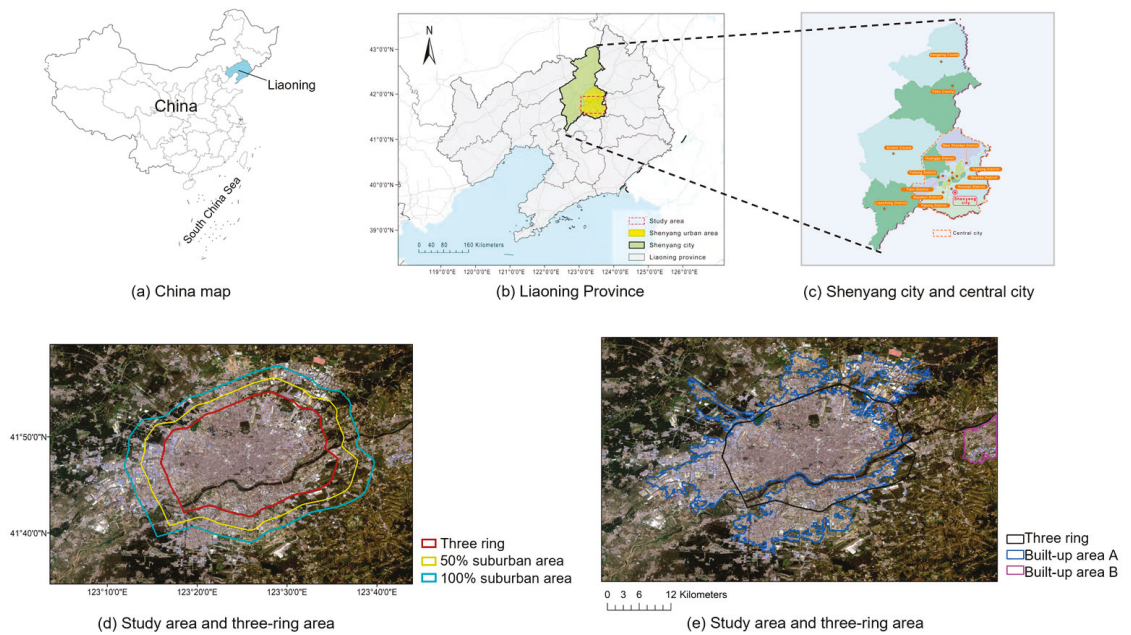 China
Liaoning
South China Sea
(a) China map
N
43°0'0"N
42°0'0"N
41°0'0"N
40°0'0"N
39°0'0"N
Study area
Shenyang urban area
Shenyang city
Liaoning province
0 40 80 160 Kilometers
119°0'0"E 120°0'0"E 121°0'0"E 122°0'0"E 123°0'0"E 124°0'0"E 125°0'0"E 126°0'0"E
(b) Liaoning Province
Shenyang
city
Central city
(c) Shenyang city and central city
41°50'0"N
41°40'0"N
123°10'0"E 123°20'0"E 123°30'0"E 123°40'0"E
Three ring
50% suburban area
100% suburban area
(d) Study area and three-ring area
Three ring
Built-up area A
Built-up area B
0 3 6 12 Kilometers
(e) Study area and three-ring area